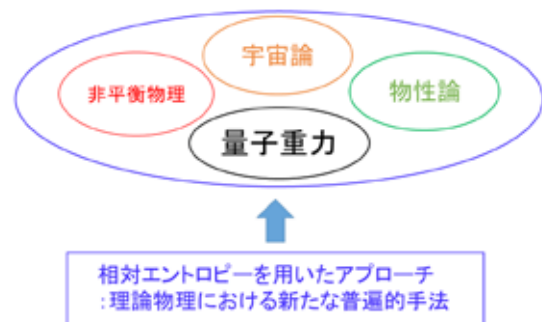 宇宙論
非平衡物理
物性論
量子重力
相対エントロピーを用いたアプローチ
:理論物理における新たな普遍的手法